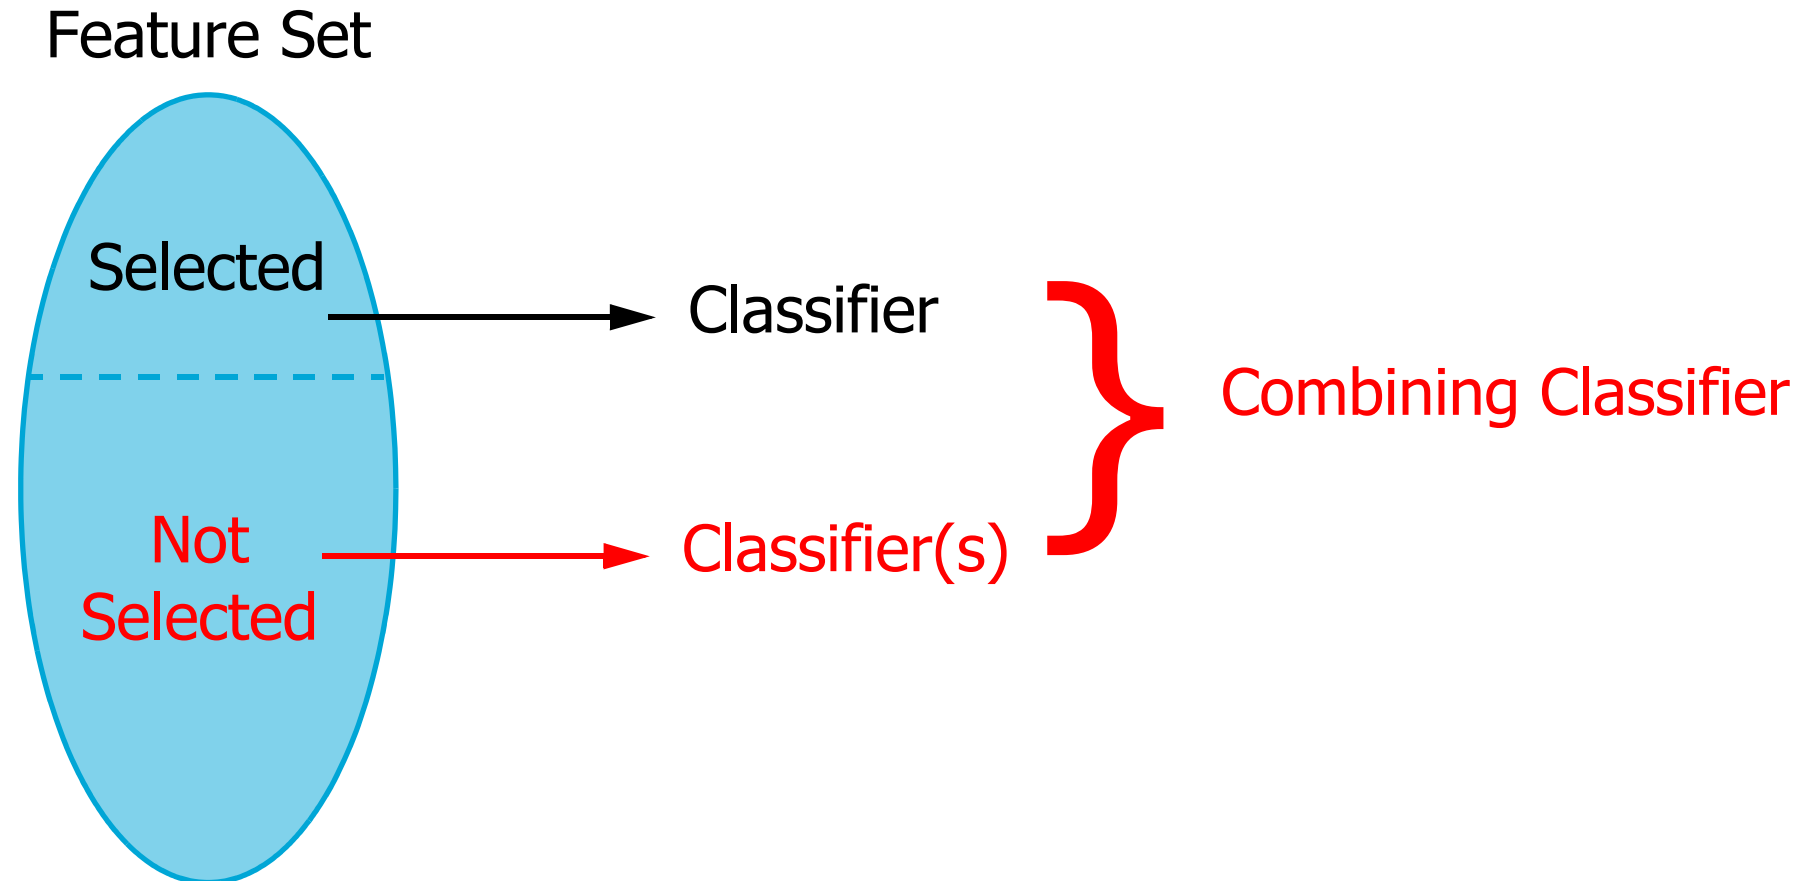 Feature Set
Selected
Classifier
Combining Classifier
Not
Selected
Classifier(s)